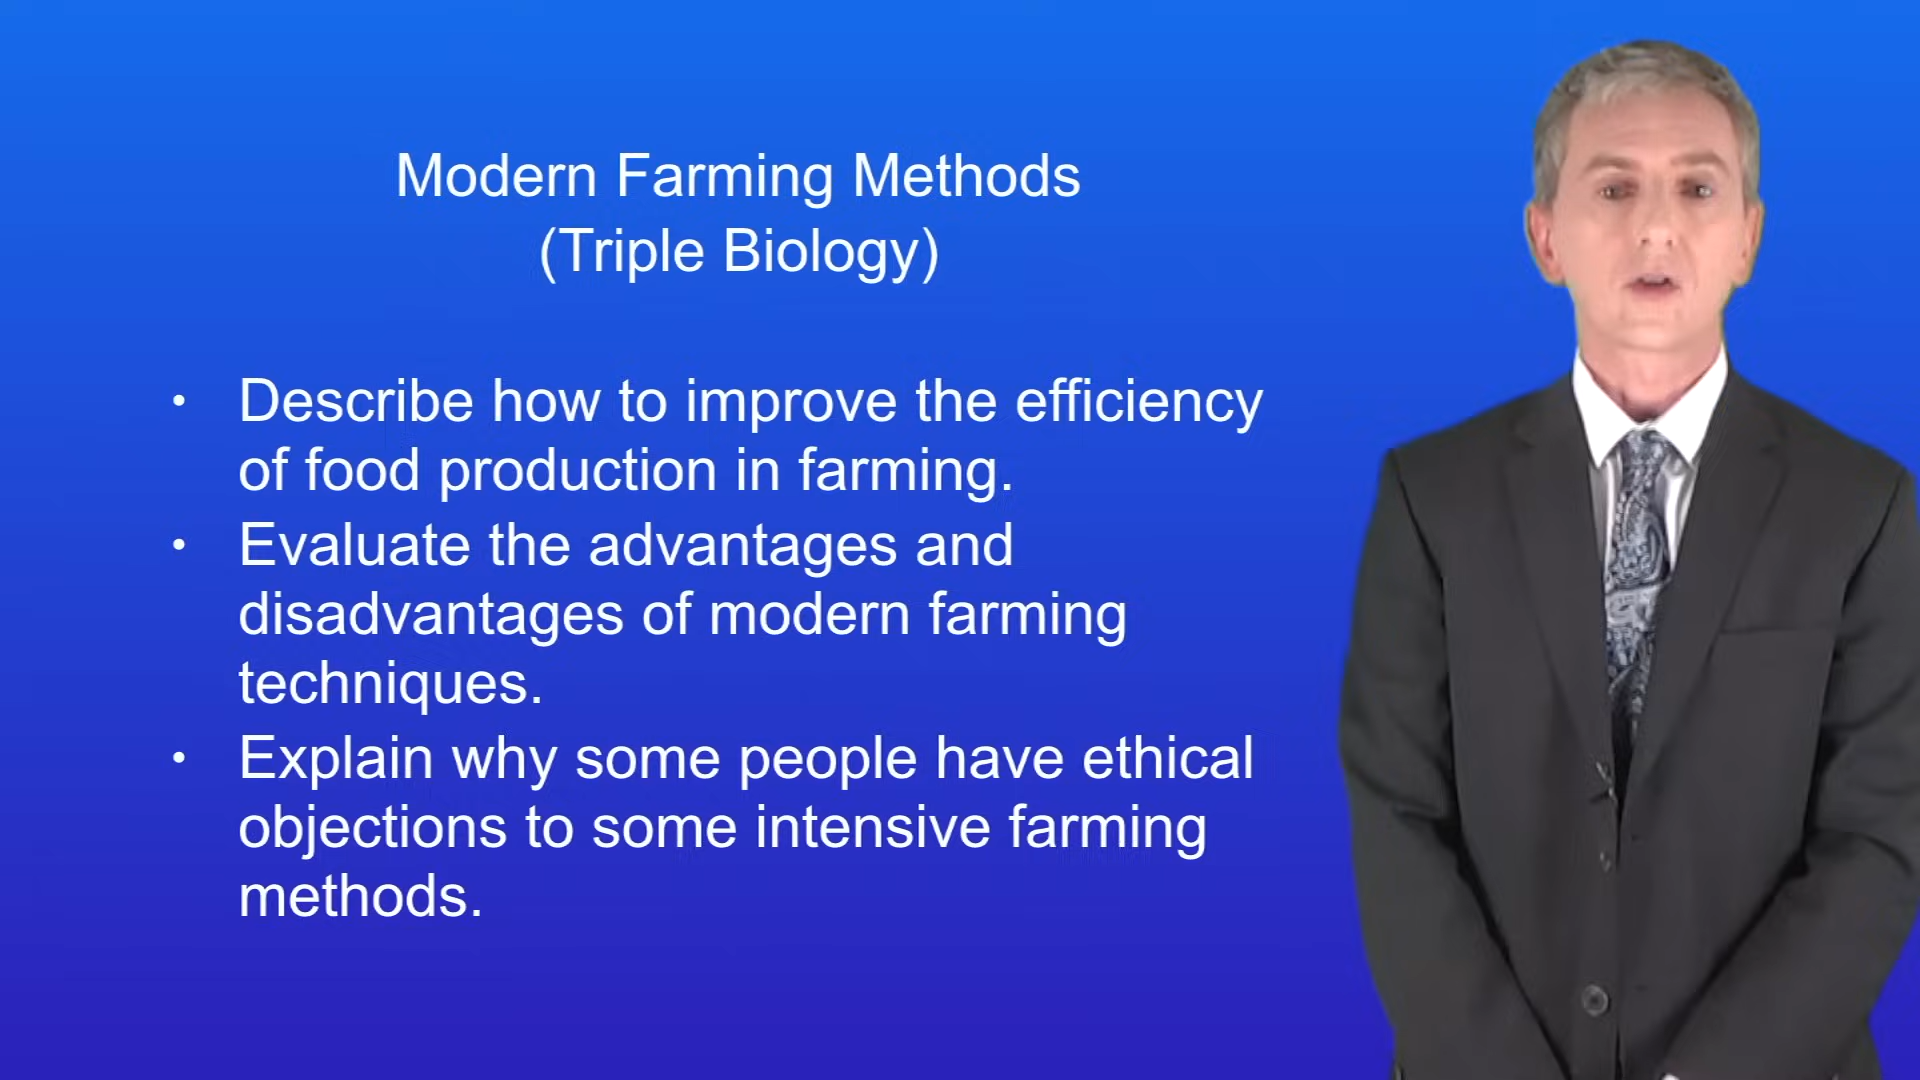 Modern Farming Methods
(Triple Biology)
• Describe how to improve the efficiency
of food production in farming.
• Evaluate the advantages and
disadvantages of modern farming
techniques.
• Explain why some people have ethical
objections to some intensive farming
methods.